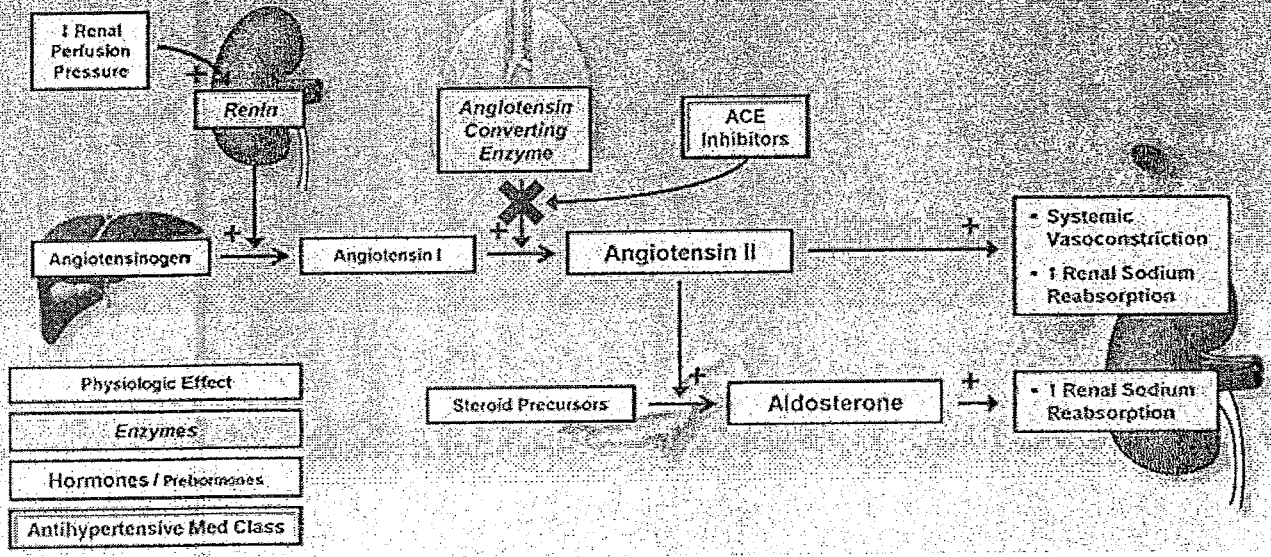 ↓ Renal
Perfusion
Pressure
+
Renin
Angiotensin
Converting
Enzyme
ACE
Inhibitors
Angiotensinogen
+
Angiotensin I
+
Angiotensin II
+
• Systemic
Vasoconstriction
• ↑ Renal Sodium
Reabsorption
Steroid Precursors
+
Aldosterone
+
• ↑ Renal Sodium
Reabsorption
Physiologic Effect
Enzymes
Hormones / Prehormones
Antihypertensive Med Class